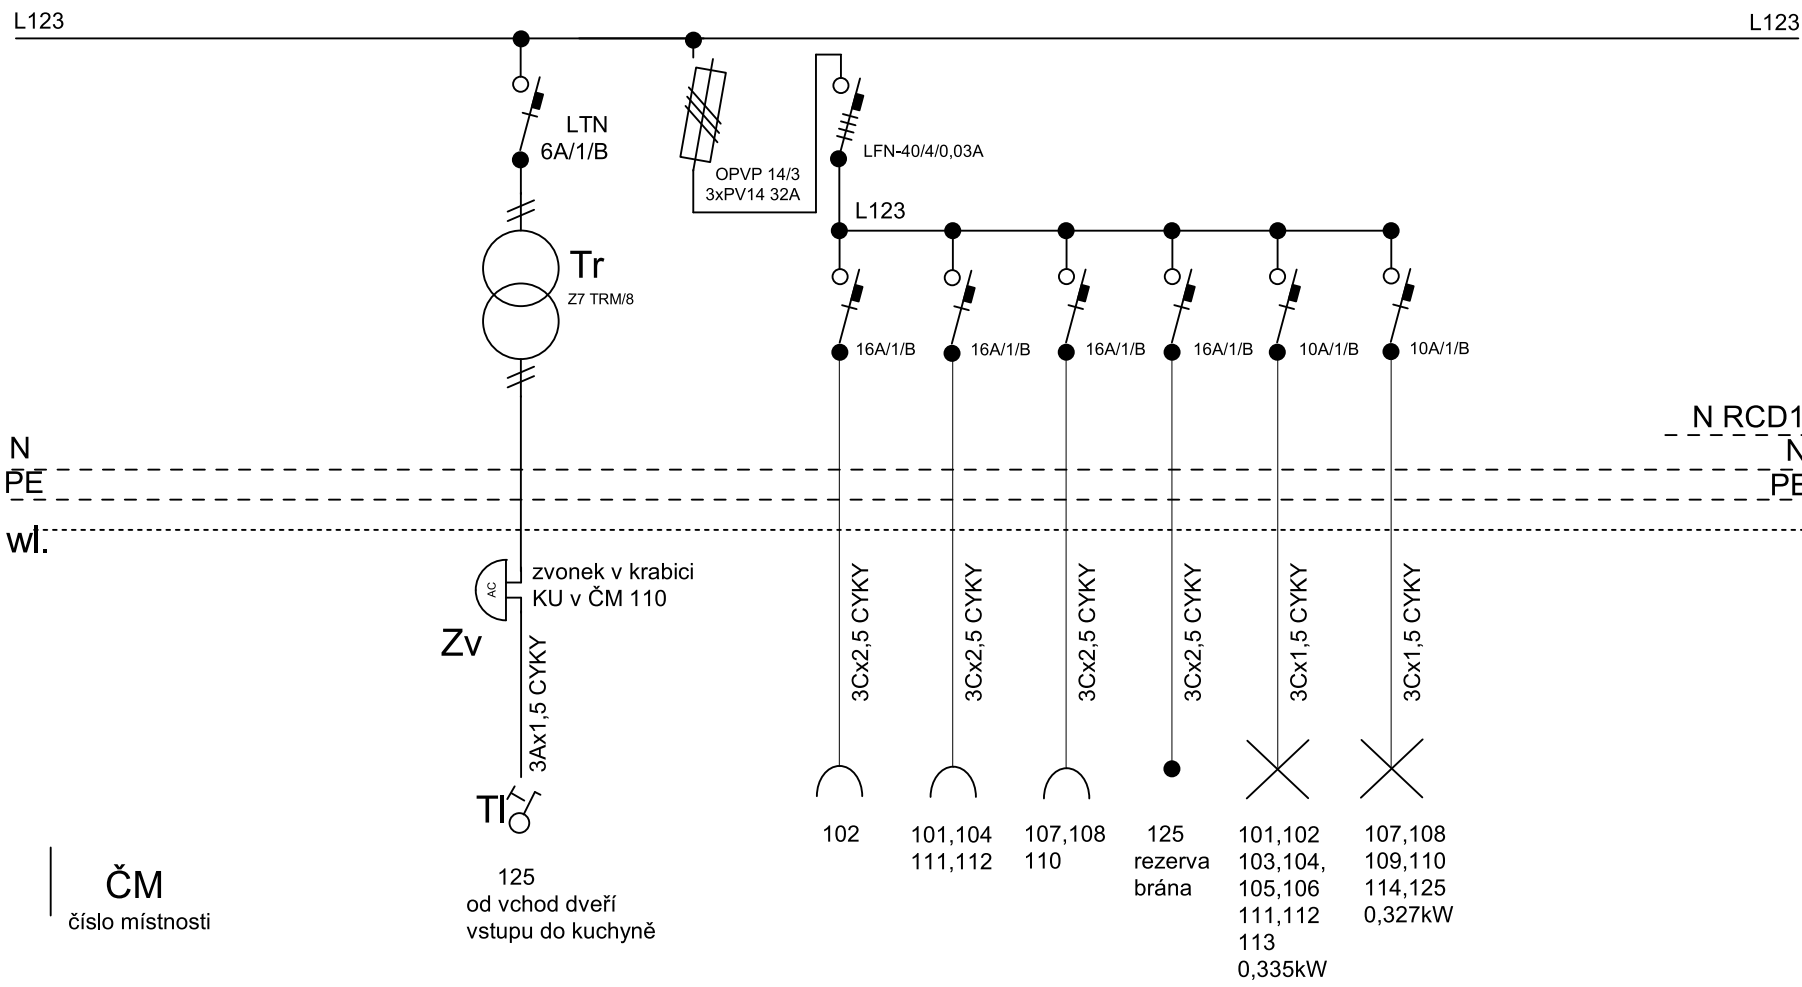 L123
L123
LTN
6A/1/B
OPVP 14/3
3xPV14 32A
LFN-40/4/0,03A
L123
Tr
Z7 TRM/8
16A/1/B
16A/1/B
16A/1/B
16A/1/B
10A/1/B
10A/1/B
N RCD1
N
N
PE
PE
wl.
zvonek v krabici
KU v ČM 110
AC
Zv
3Ax1,5 CYKY
3Cx2,5 CYKY
3Cx2,5 CYKY
3Cx2,5 CYKY
3Cx2,5 CYKY
3Cx1,5 CYKY
3Cx1,5 CYKY
Tl
125
od vchod dveří
vstupu do kuchyně
102
101,104
111,112
107,108
110
125
rezerva
brána
101,102
103,104,
105,106
111,112
113
0,335kW
107,108
109,110
114,125
0,327kW
ČM
číslo místnosti